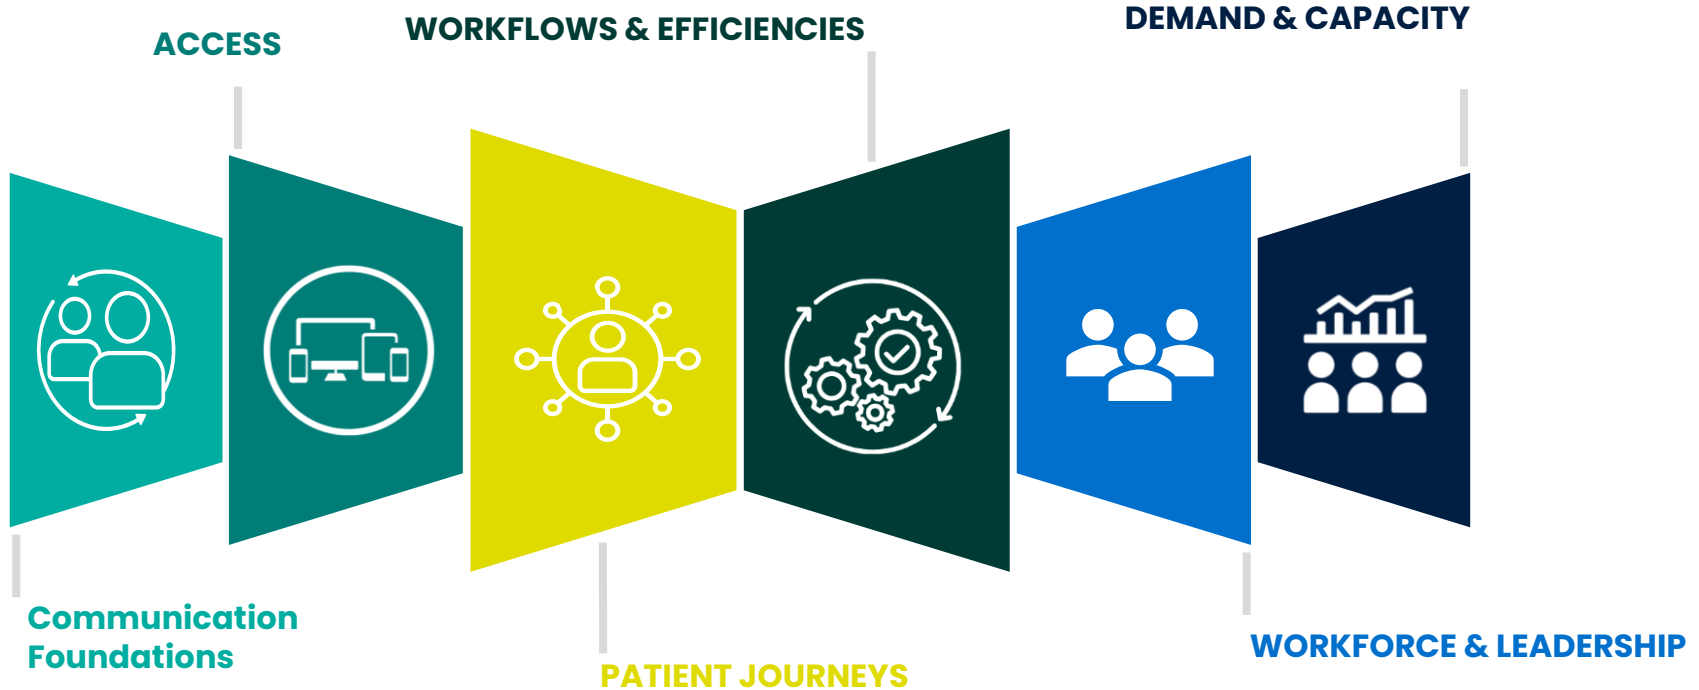 ACCESS
WORKFLOWS & EFFICIENCIES
DEMAND & CAPACITY
Communication
Foundations
PATIENT JOURNEYS
WORKFORCE & LEADERSHIP